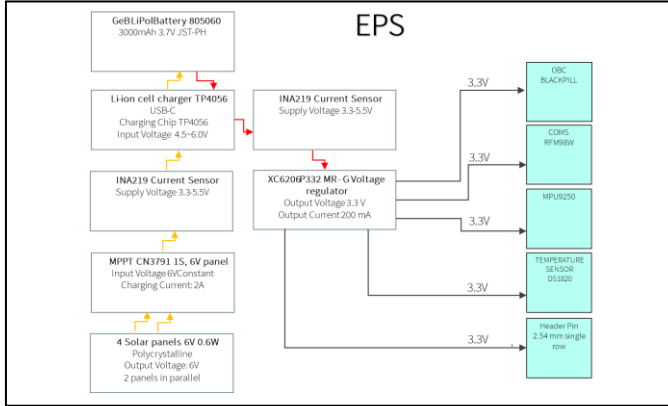 EPS
GeBLiPolBattery 805060
3000mAh 3.7V JST-PH
Li-ion cell charger TP4056
USB-C
Charging Chip TP4056
Input Voltage 4.5~6.0V
INA219 Current Sensor
Supply Voltage 3.3-5.5V
MPPT CN3791 1S, 6V panel
Input Voltage 6VConstant
Charging Current: 2A
4 Solar panels 6V 0.6W
Polycrystalline
Output Voltage: 6V
2 panels in parallel
INA219 Current Sensor
Supply Voltage 3.3-5.5V
XC6206P332 MR-G Voltage
regulator
Output Voltage 3.3 V
Output Current 200 mA
3.3V
OBC
BLACKPILL
3.3V
COMS
RFM98W
3.3V
MPU9250
3.3V
TEMPERATURE
SENSOR
DS1820
3.3V
Header Pin
2.54 mm single
row